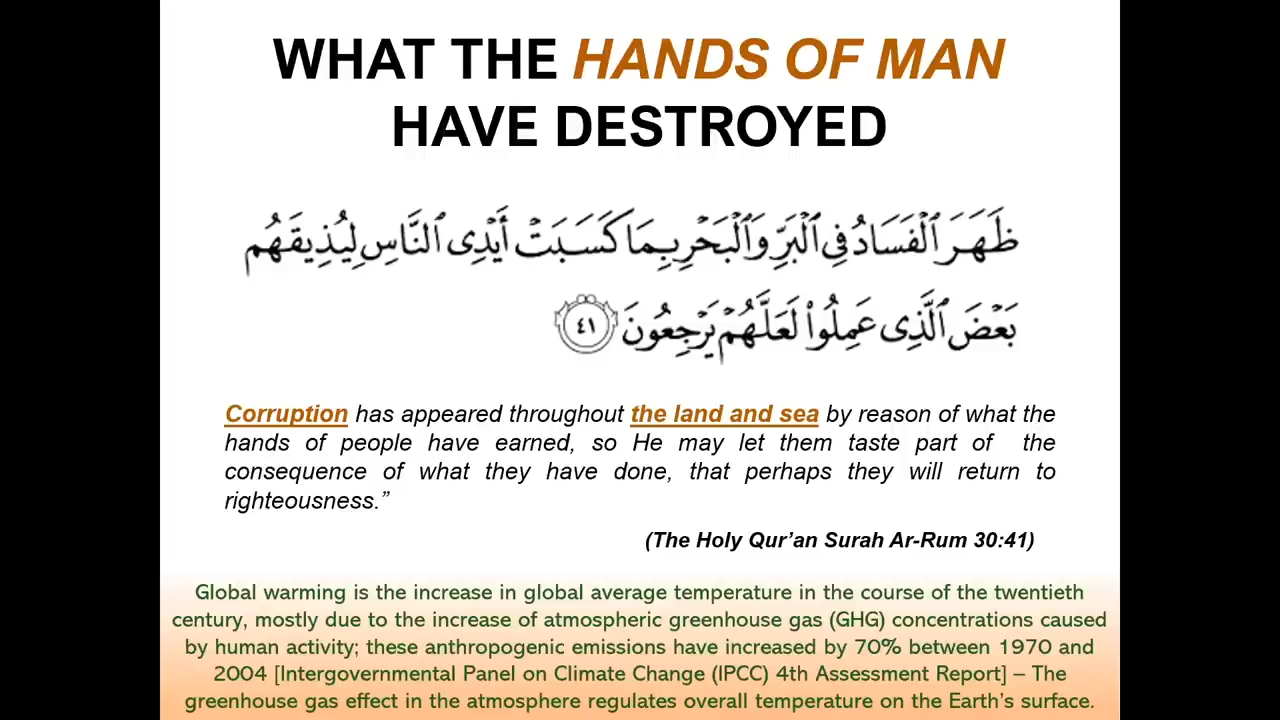 WHAT THE HANDS OF MAN
HAVE DESTROYED
ظَهَرَ ٱلْفَسَادُ فِى ٱلْبَرِّ وَٱلْبَحْرِ بِمَا كَسَبَتْ أَيْدِى ٱلنَّاسِ لِيُذِيقَهُم
بَعْضَ ٱلَّذِى عَمِلُوا۟ لَعَلَّهُمْ يَرْجِعُونَ ٤١
Corruption has appeared throughout the land and sea by reason of what the
hands of people have earned, so He may let them taste part of the
consequence of what they have done, that perhaps they will return to
righteousness.”
(The Holy Qur’an Surah Ar-Rum 30:41)
Global warming is the increase in global average temperature in the course of the twentieth
century, mostly due to the increase of atmospheric greenhouse gas (GHG) concentrations caused
by human activity; these anthropogenic emissions have increased by 70% between 1970 and
2004 [Intergovernmental Panel on Climate Change (IPCC) 4th Assessment Report] – The
greenhouse gas effect in the atmosphere regulates overall temperature on the Earth’s surface.